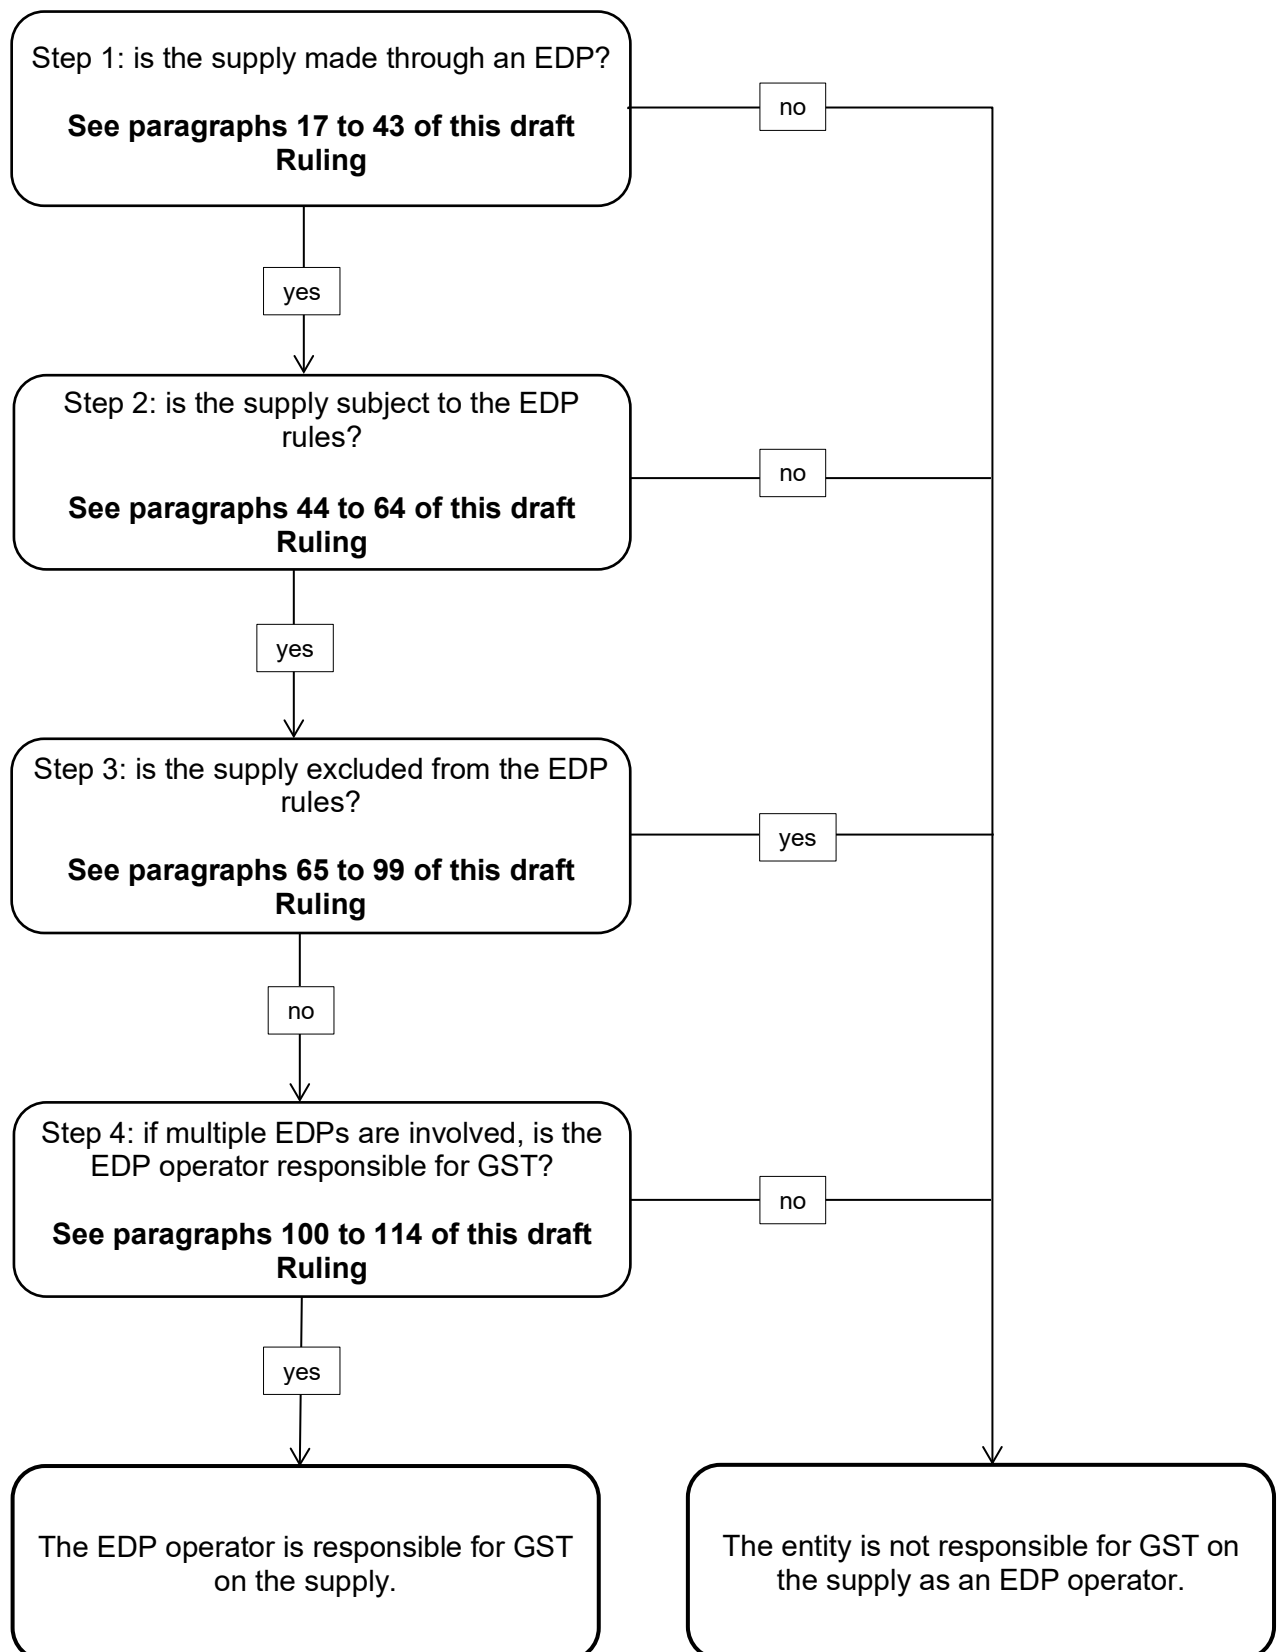 Step 1: is the supply made through an EDP?
See paragraphs 17 to 43 of this draft
Ruling
no
yes
Step 2: is the supply subject to the EDP
rules?
See paragraphs 44 to 64 of this draft
Ruling
no
yes
Step 3: is the supply excluded from the EDP
rules?
See paragraphs 65 to 99 of this draft
Ruling
yes
no
Step 4: if multiple EDPs are involved, is the
EDP operator responsible for GST?
See paragraphs 100 to 114 of this draft
Ruling
no
yes
The EDP operator is responsible for GST
on the supply.
The entity is not responsible for GST on
the supply as an EDP operator.